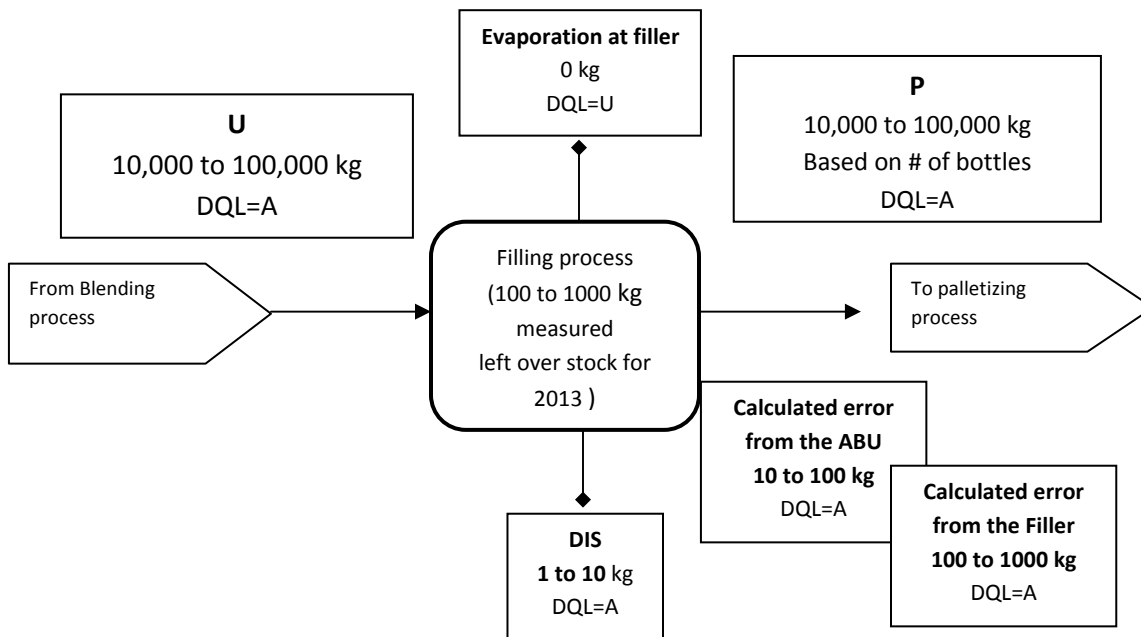 Evaporation at filler
0 kg
DQL=U
U
10,000 to 100,000 kg
DQL=A
P
10,000 to 100,000 kg
Based on # of bottles
DQL=A
From Blending
process
Filling process
(100 to 1000 kg
measured
left over stock for
2013 )
To palletizing
process
Calculated error
from the ABU
10 to 100 kg
DQL=A
Calculated error
from the Filler
100 to 1000 kg
DQL=A
DIS
1 to 10 kg
DQL=A